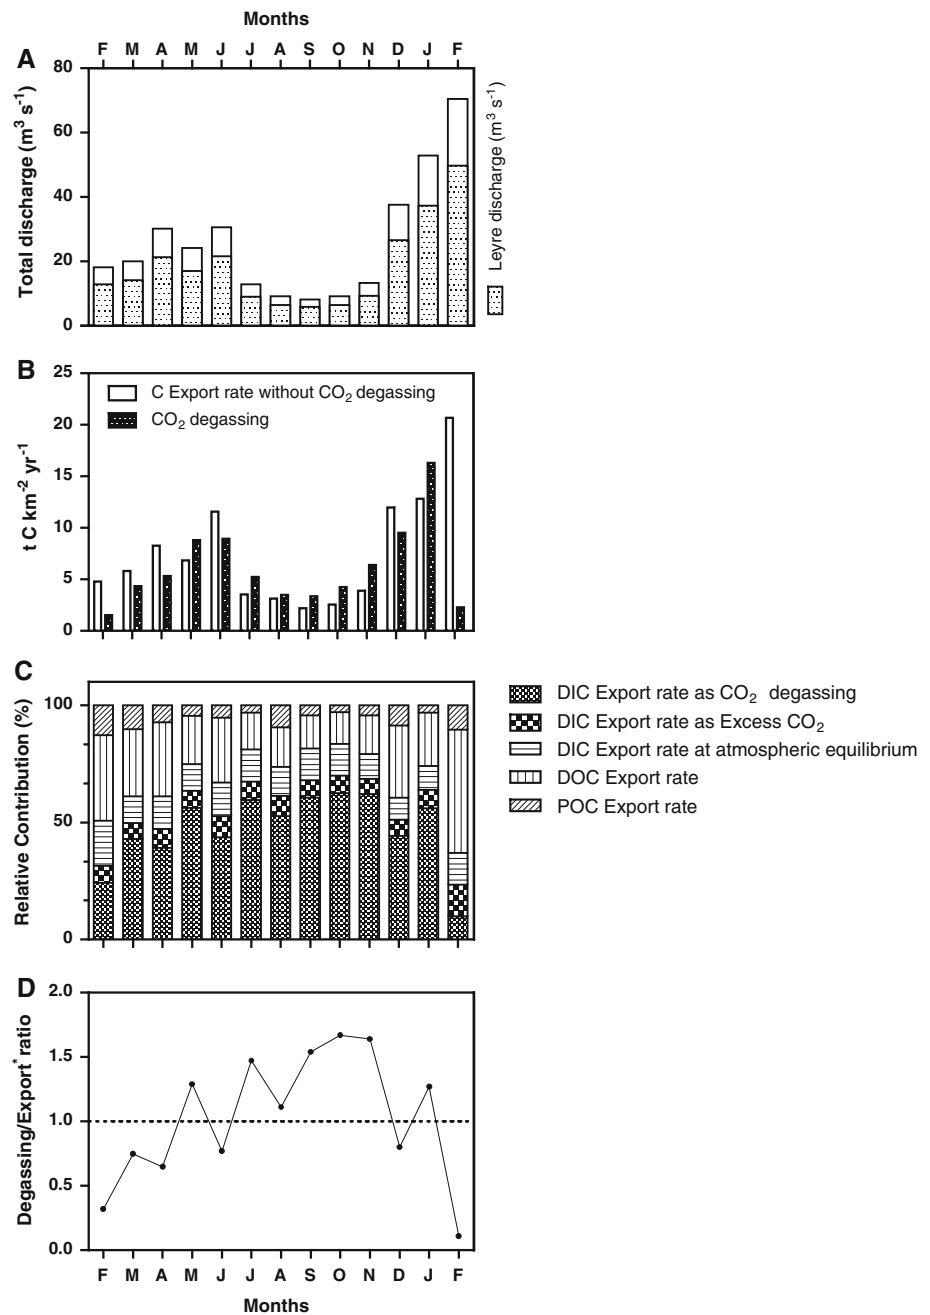 Months
F M A M J J A S O N D J F
A
80
60
40
20
0
Total discharge (m³ s⁻¹)
Leyre discharge (m³ s⁻¹)
B
25
20
15
10
5
0
t C km⁻² yr⁻¹
C Export rate without CO₂ degassing
CO₂ degassing
C
100
50
0
Relative Contribution (%)
DIC Export rate as CO₂ degassing
DIC Export rate as Excess CO₂
DIC Export rate at atmospheric equilibrium
DOC Export rate
POC Export rate
D
2.0
1.5
1.0
0.5
0.0
Degassing/Export* ratio
F M A M J J A S O N D J F
Months